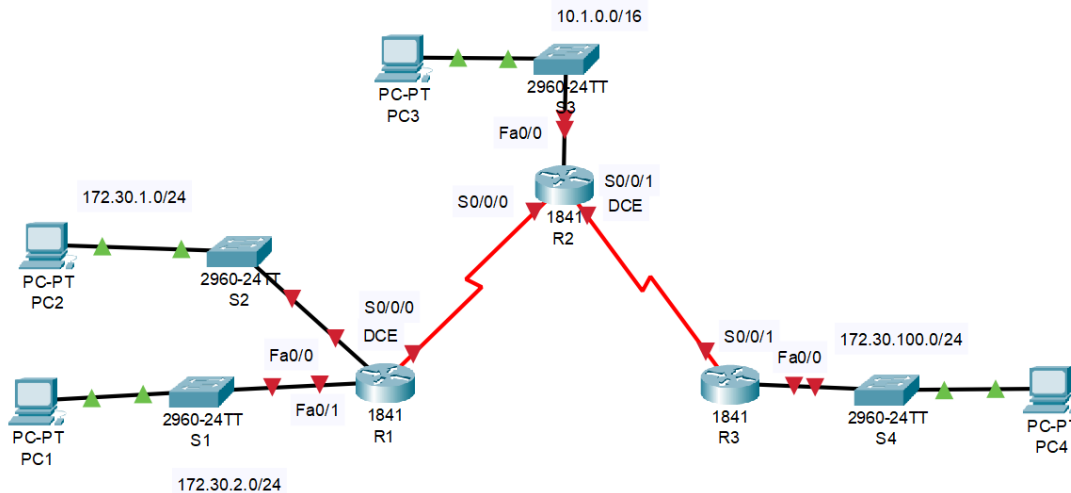 10.1.0.0/16
PC-PT
PC3
2960-24TT
S3
Fa0/0
172.30.1.0/24
S0/0/0
S0/0/1
DCE
1841
R2
PC-PT
PC2
2960-24TT
S2
S0/0/0
DCE
S0/0/1
172.30.100.0/24
Fa0/0
Fa0/0
Fa0/1
PC-PT
PC1
2960-24TT
S1
1841
R1
1841
R3
2960-24TT
S4
PC-PT
PC4
172.30.2.0/24